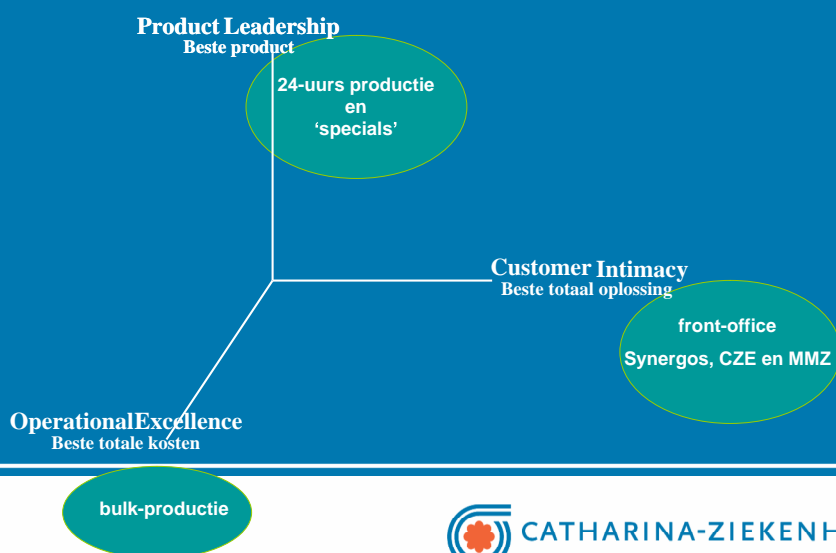 Product Leadership
Beste product
24-uurs productie
en
‘specials’
Customer Intimacy
Beste totaal oplossing
front-office
Synergos, CZE en MMZ
OperationalExcellence
Beste totale kosten
bulk-productie
CATHARINA-ZIEKENH